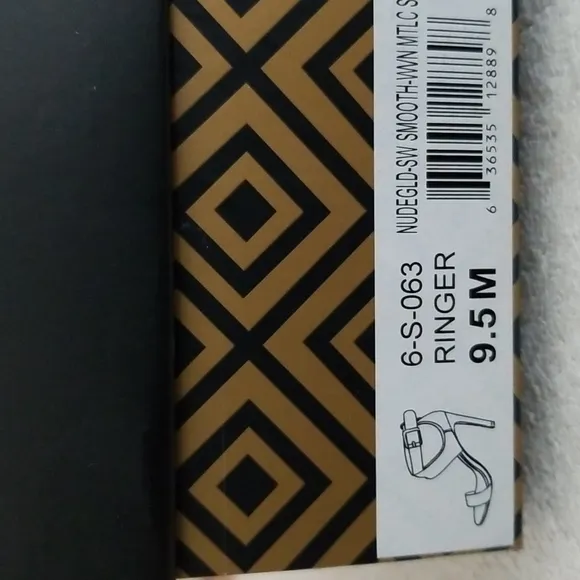 NUDEGLD-SW SMOOTH-WVN MTLC S
6 36535 12889 8
6-S-063
RINGER
9.5 M